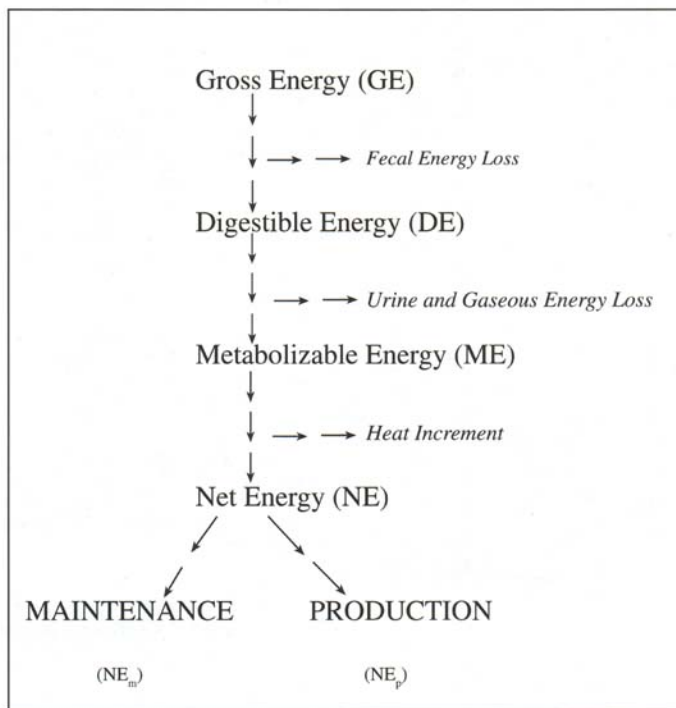 Gross Energy (GE)
Fecal Energy Loss
Digestible Energy (DE)
Urine and Gaseous Energy Loss
Metabolizable Energy (ME)
Heat Increment
Net Energy (NE)
MAINTENANCE PRODUCTION
(NEm) (NEp)